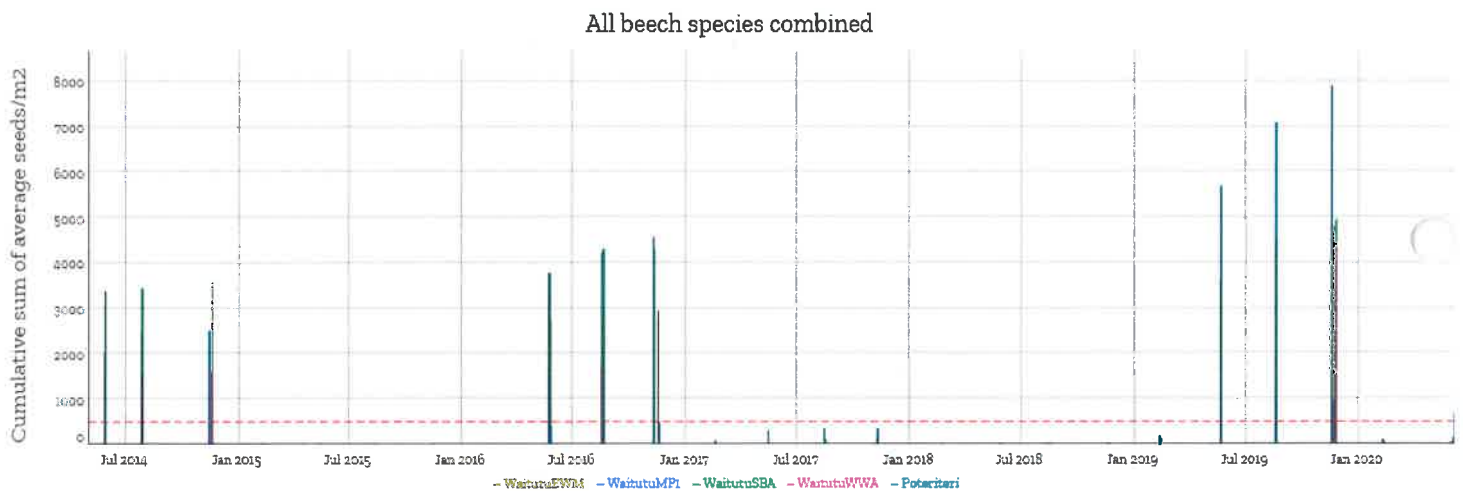 All beech species combined
Cumulative sum of average seeds/m2
8000
7000
6000
5000
4000
3000
2000
1000
0
Jul 2014 Jan 2015 Jul 2015 Jan 2016 Jul 2016 Jan 2017 Jul 2017 Jan 2018 Jul 2018 Jan 2019 Jul 2019 Jan 2020
– WaitutuEWM – WaitutuMP1 – WaitutuSBA – WaitutuWWA – Poteriteri